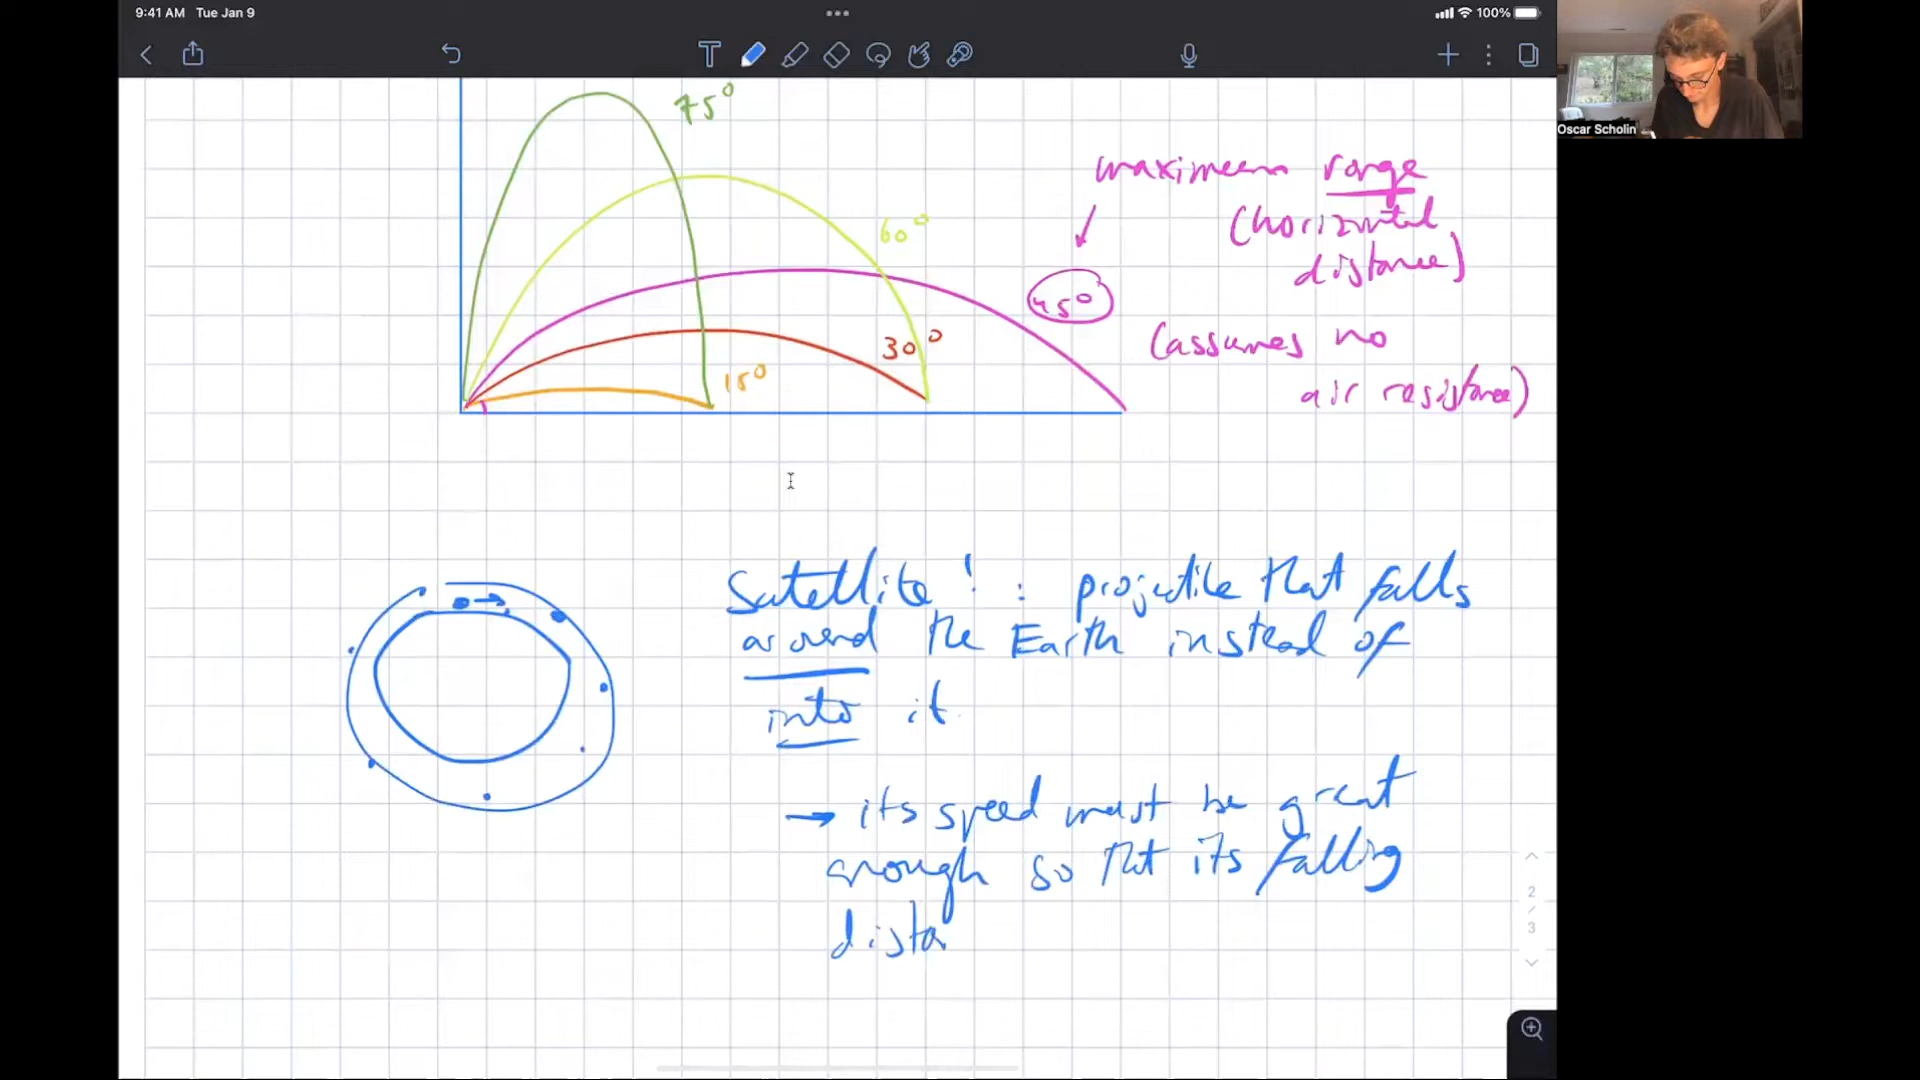 9:41 AM Tue Jan 9
100%
Oscar Scholin
75°
60°
45°
30°
15°
maximum range
(horizontal
distance)
(assumes no
air resistance)
Satellite! : projectile that falls
around the Earth instead of
into it.
→ its speed must be great
enough so that its falling
dista
2
/
3